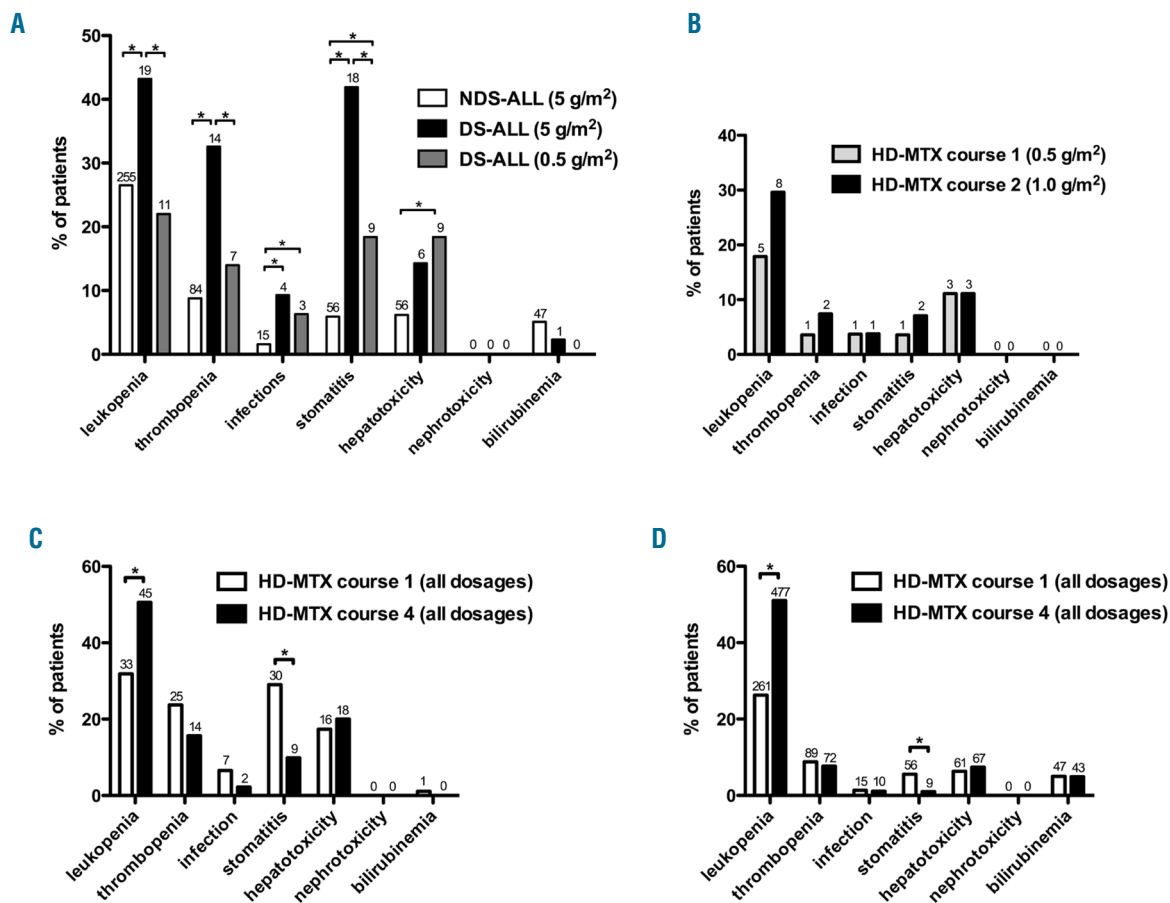 A
% of patients
50
40
30
20
10
0
* *
* *
* *
* * *
*
NDS-ALL (5 g/m²)
DS-ALL (5 g/m²)
DS-ALL (0.5 g/m²)
255 19 11
84 14 7
15 4 3
56 18 9
56 6 9
0 0 0
47 1 0
leukopenia
thrombopenia
infections
stomatitis
hepatotoxicity
nephrotoxicity
bilirubinemia
B
% of patients
40
30
20
10
0
HD-MTX course 1 (0.5 g/m²)
HD-MTX course 2 (1.0 g/m²)
5 8
1 2
1 1
1 2
3 3
0 0
0 0
leukopenia
thrombopenia
infection
stomatitis
hepatotoxicity
nephrotoxicity
bilirubinemia
C
% of patients
60
40
20
0
*
*
HD-MTX course 1 (all dosages)
HD-MTX course 4 (all dosages)
33 45
25 14
7 2
30 9
16 18
0 0
1 0
leukopenia
thrombopenia
infection
stomatitis
hepatotoxicity
nephrotoxicity
bilirubinemia
D
% of patients
60
40
20
0
*
*
HD-MTX course 1 (all dosages)
HD-MTX course 4 (all dosages)
261 477
89 72
15 10
56 9
61 67
0 0
47 43
leukopenia
thrombopenia
infection
stomatitis
hepatotoxicity
nephrotoxicity
bilirubinemia